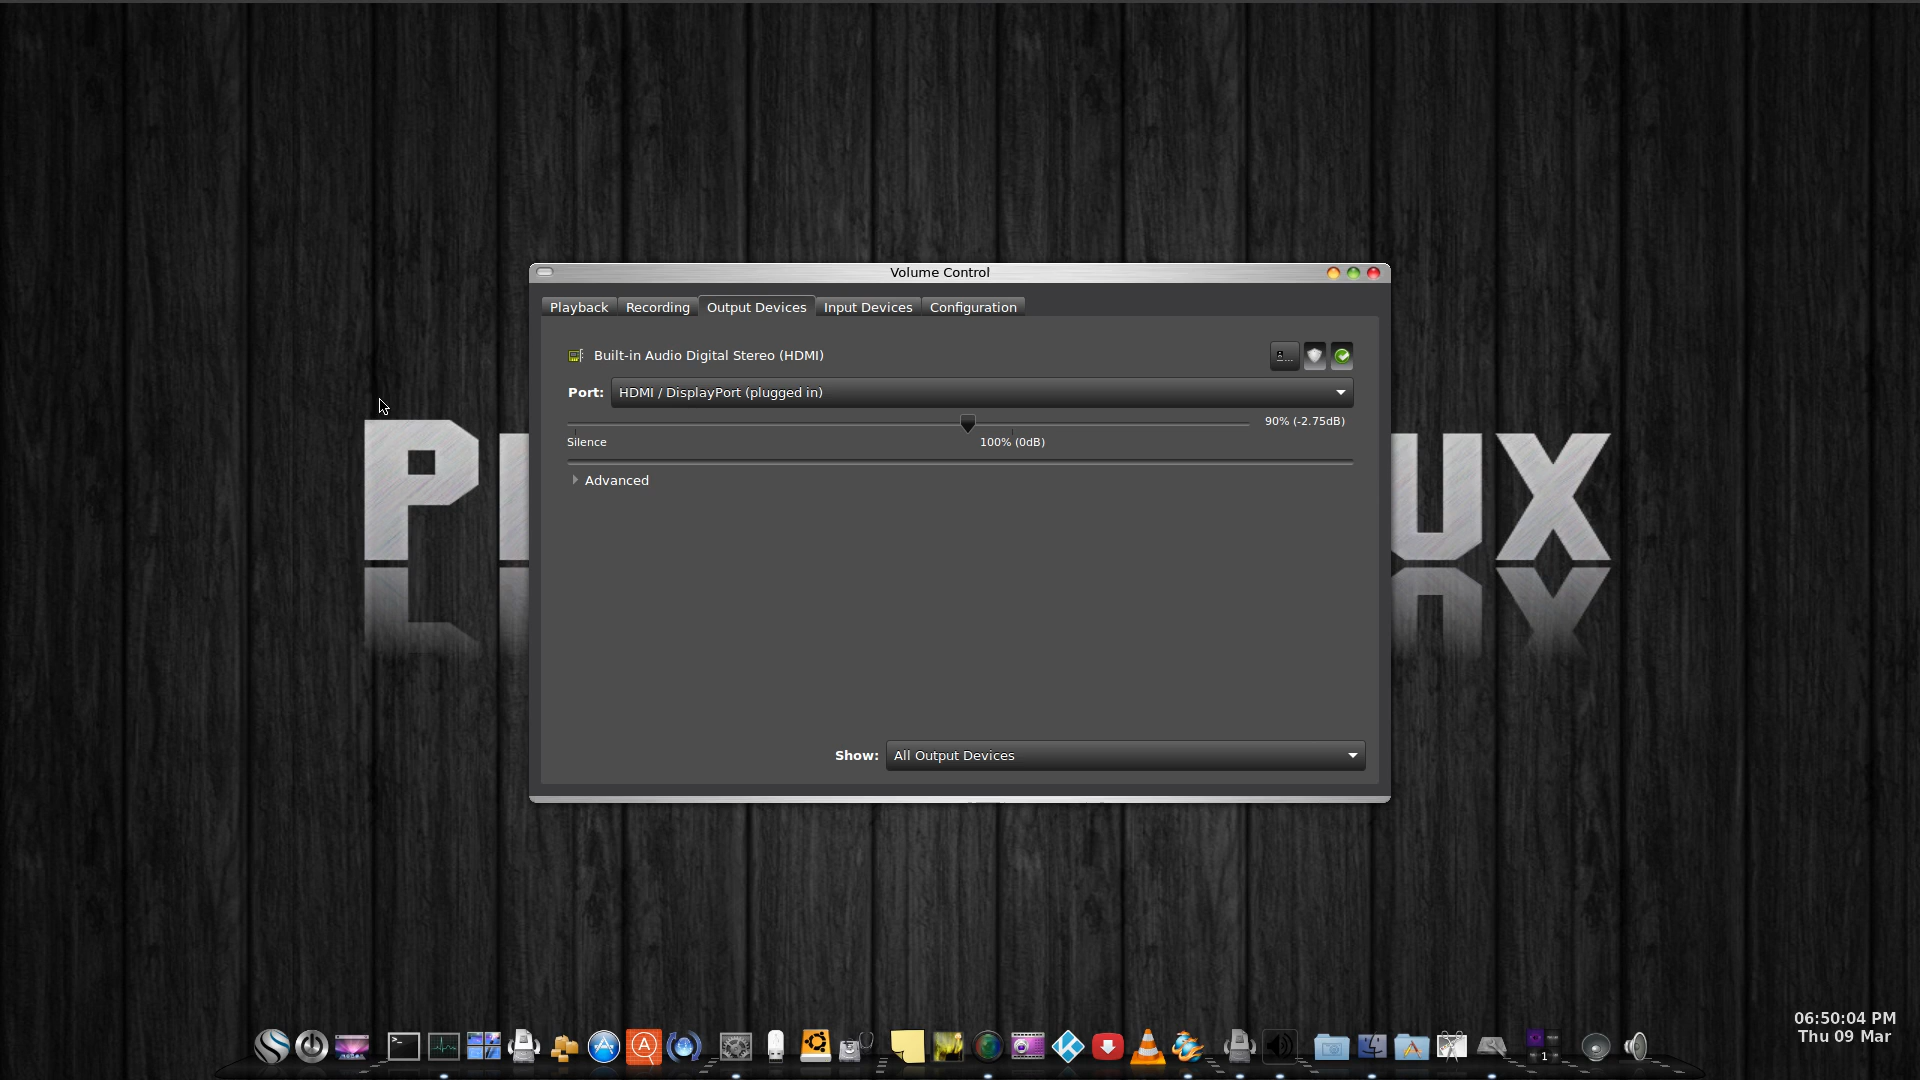 Volume Control
Playback Recording Output Devices Input Devices Configuration
Built-in Audio Digital Stereo (HDMI)
Port: HDMI / DisplayPort (plugged in)
90% (-2.75dB)
Silence 100% (0dB)
Advanced
UX
Show: All Output Devices
06:50:04 PM
Thu 09 Mar
1